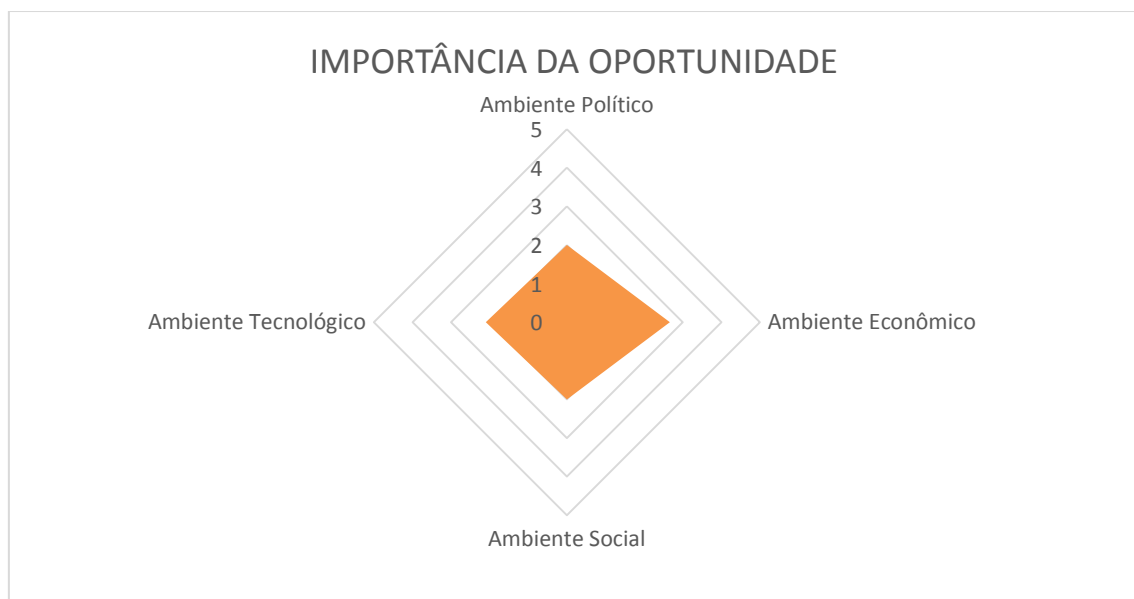 IMPORTÂNCIA DA OPORTUNIDADE
Ambiente Político
5
4
3
2
1
Ambiente Tecnológico
0
Ambiente Econômico
Ambiente Social